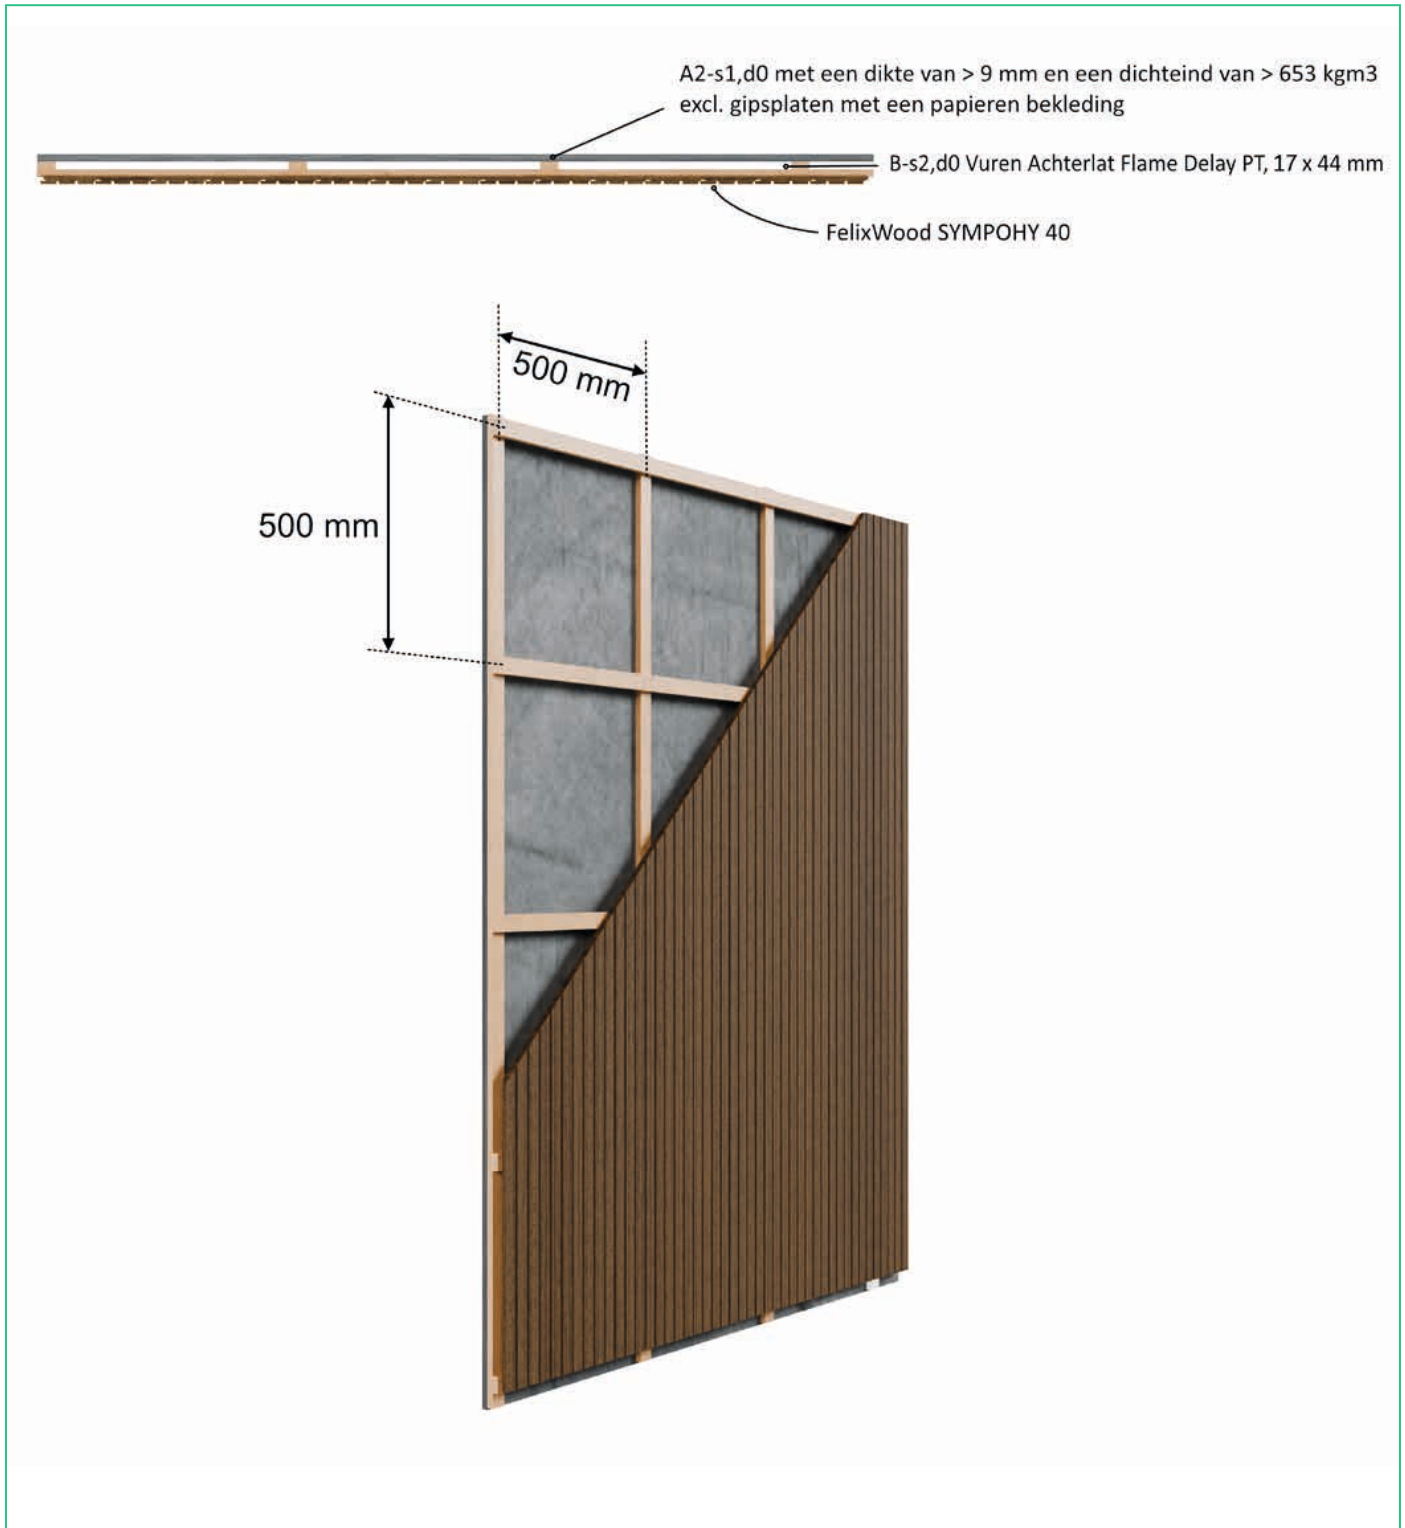 A2-s1,d0 met een dikte van > 9 mm en een dichteind van > 653 kgm3
excl. gipsplaten met een papieren bekleding
B-s2,d0 Vuren Achterlat Flame Delay PT, 17 x 44 mm
FelixWood SYMPOHY 40
500 mm
500 mm